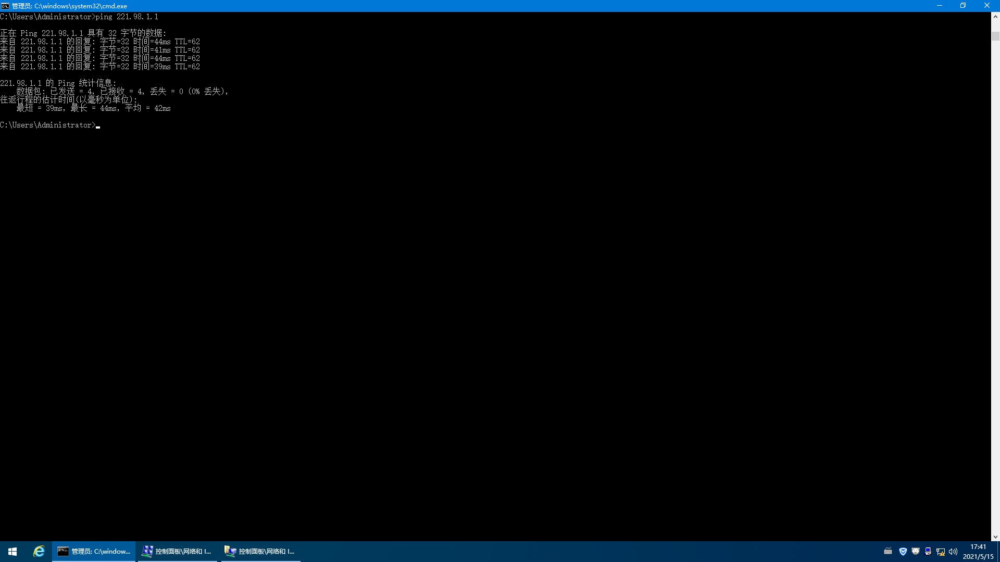 管理员: C:\windows\system32\cmd.exe
C:\Users\Administrator>ping 221.98.1.1
正在 Ping 221.98.1.1 具有 32 字节的数据:
来自 221.98.1.1 的回复: 字节=32 时间=44ms TTL=62
来自 221.98.1.1 的回复: 字节=32 时间=41ms TTL=62
来自 221.98.1.1 的回复: 字节=32 时间=44ms TTL=62
来自 221.98.1.1 的回复: 字节=32 时间=39ms TTL=62
221.98.1.1 的 Ping 统计信息:
数据包: 已发送 = 4, 已接收 = 4, 丢失 = 0 (0% 丢失),
往返行程的估计时间(以毫秒为单位):
最短 = 39ms, 最长 = 44ms, 平均 = 42ms
C:\Users\Administrator>
管理员: C:\window...
控制面板\网络和 I...
控制面板\网络和 I...
17:41
2021/5/15